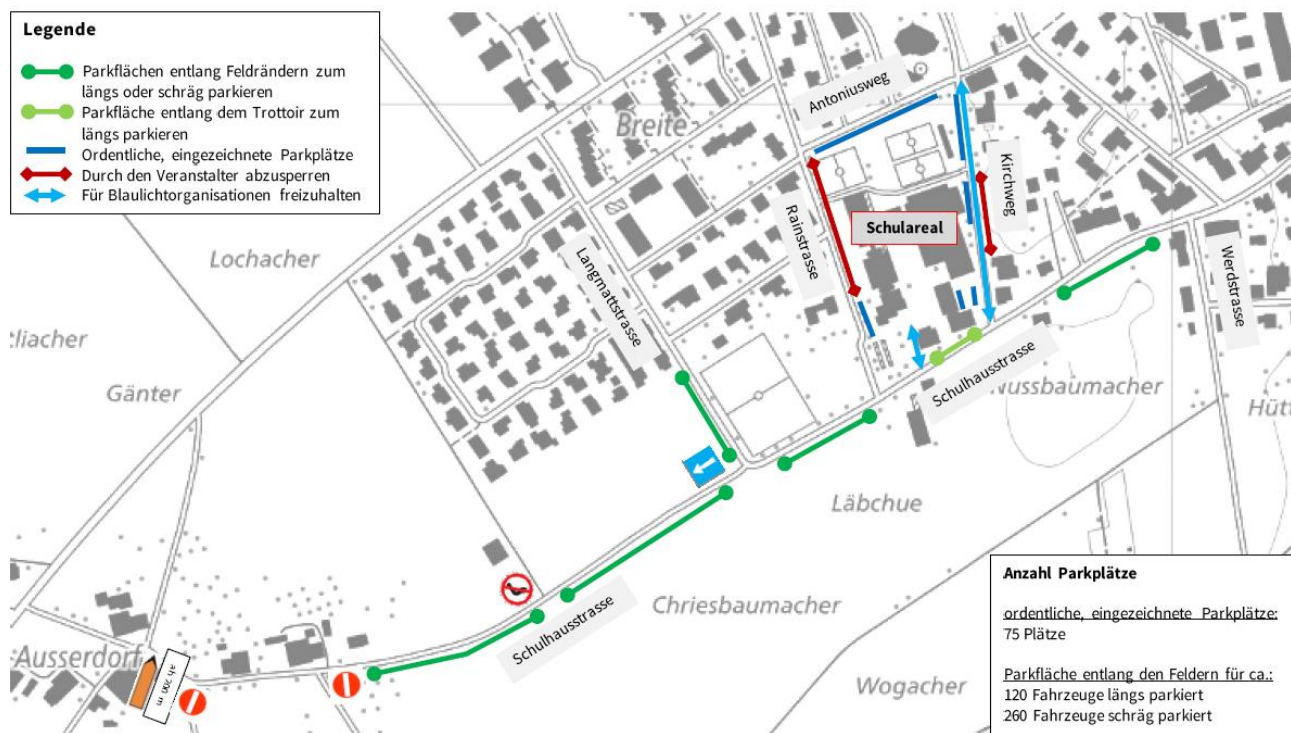 Legende
Parkflächen entlang Feldrändern zum
längs oder schräg parkieren
Parkfläche entlang dem Trottoir zum
längs parkieren
Ordentliche, eingezeichnete Parkplätze
Durch den Veranstalter abzusperren
Für Blaulichtorganisationen freizuhalten
Antoniusweg
Breite
Kirchweg
Rainstrasse
Schulareal
Lochacher
Langmattstrasse
Werdstrasse
Gänter
Schulhausstrasse
Nussbaumacher
Läbchue
Chriesbaumacher
Schulhausstrasse
Ausserdorf
ab 200 m
Wogacher
Anzahl Parkplätze
ordentliche, eingezeichnete Parkplätze:
75 Plätze
Parkfläche entlang den Feldern für ca.:
120 Fahrzeuge längs parkiert
260 Fahrzeuge schräg parkiert